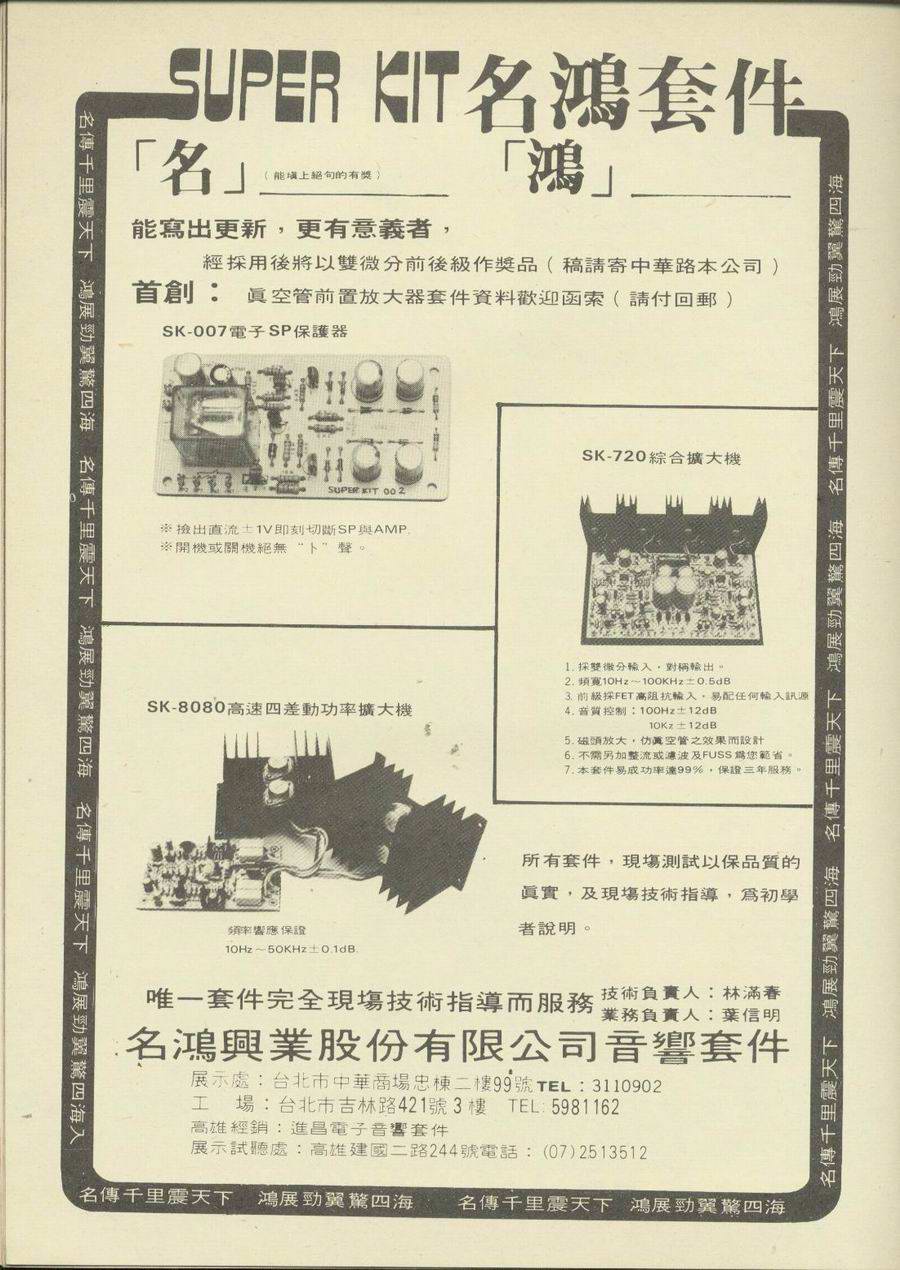 SUPER KIT 名鴻套件
「名」(能塡上絕句的有獎) 「鴻」
能寫出更新，更有意義者，
經採用後將以雙微分前後級作獎品（稿請寄中華路本公司）
首創： 眞空管前置放大器套件資料歡迎函索（請付回郵）
SK-007電子SP保護器
SUPER KIT 002
※撿出直流±1V即刻切斷SP與AMP.
※開機或關機絕無“卜”聲。
SK-720綜合擴大機
1. 採雙微分輸入，對稱輸出。
2. 頻寬10Hz～100KHz±0.5dB
3. 前級採FET高阻抗輸入，易配任何輸入訊源
4. 音質控制：100Hz±12dB
10Kz±12dB
5. 磁頭放大，仿眞空管之效果而設計
6. 不需另加整流或濾波及FUSS爲您範省。
7. 本套件易成功率達99%，保證三年服務。
SK-8080高速四差動功率擴大機
頻率響應保證
10Hz～50KHz±0.1dB.
所有套件，現場測試以保品質的
眞實，及現場技術指導，爲初學
者說明。
唯一套件完全現場技術指導而服務
技術負責人：林滿春
業務負責人：葉信明
名鴻興業股份有限公司音響套件
展示處：台北市中華商場忠棟二樓99號TEL：3110902
工 場：台北市吉林路421號3樓 TEL:5981162
高雄經銷：進昌電子音響套件
展示試聽處：高雄建國二路244號電話：(07)2513512
名傳千里震天下 鴻展勁翼驚四海 名傳千里震天下 鴻展勁翼驚四海 名傳千里震天下 鴻展勁翼驚四海入
名傳千里震天下 鴻展勁翼驚四海 名傳千里震天下 鴻展勁翼驚四海 名傳千里震天下 鴻展勁翼驚四海
名傳千里震天下 鴻展勁翼驚四海 名傳千里震天下 鴻展勁翼驚四海